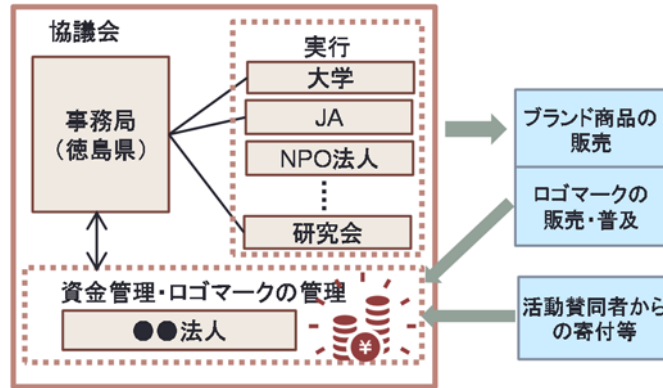 協議会
事務局
(徳島県)
実行
大学
JA
NPO法人
研究会
資金管理・ロゴマークの管理
●●法人
¥
ブランド商品の
販売
ロゴマークの
販売・普及
活動賛同者から
の寄付等